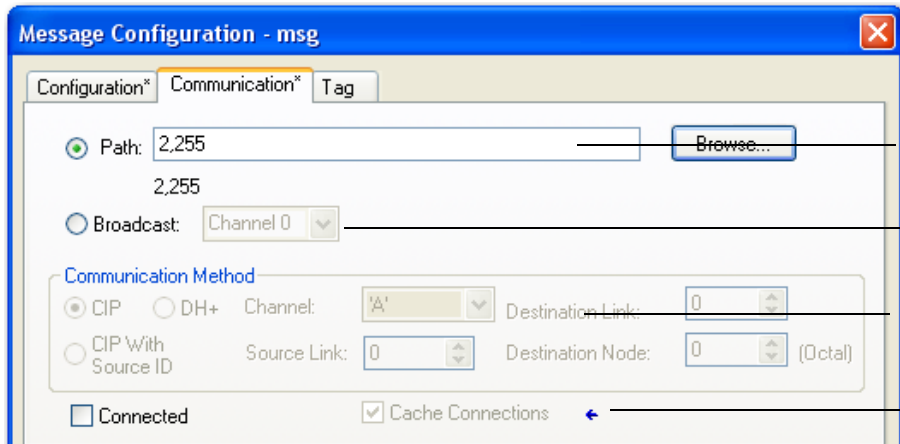 Message Configuration - msg
Configuration* Communication* Tag
Path: 2,255 Browse...
2,255
Broadcast: Channel 0
Communication Method
CIP DH+ Channel: 'A' Destination Link: 0
CIP With Source ID Source Link: 0 Destination Node: 0 (Octal)
Connected Cache Connections